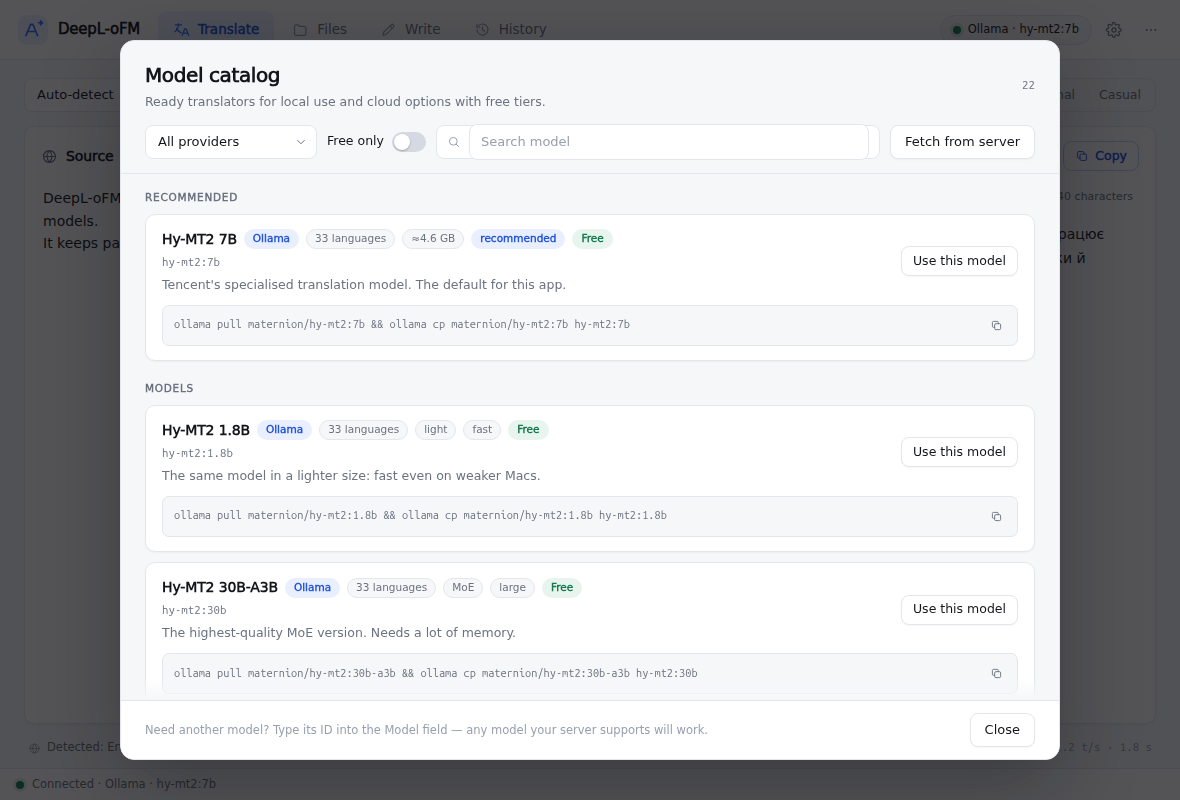 DeepL-oFM
Translate
Files
Write
History
Ollama · hy-mt2:7b
Auto-detect
Casual
Source
Copy
DeepL-oFM
models.
It keeps
characters
Model catalog
22
Ready translators for local use and cloud options with free tiers.
All providers
Free only
Search model
Fetch from server
RECOMMENDED
Hy-MT2 7B Ollama 33 languages ≈4.6 GB recommended Free
hy-mt2:7b
Use this model
Tencent's specialised translation model. The default for this app.
ollama pull maternion/hy-mt2:7b && ollama cp maternion/hy-mt2:7b hy-mt2:7b
MODELS
Hy-MT2 1.8B Ollama 33 languages light fast Free
hy-mt2:1.8b
Use this model
The same model in a lighter size: fast even on weaker Macs.
ollama pull maternion/hy-mt2:1.8b && ollama cp maternion/hy-mt2:1.8b hy-mt2:1.8b
Hy-MT2 30B-A3B Ollama 33 languages MoE large Free
hy-mt2:30b
Use this model
The highest-quality MoE version. Needs a lot of memory.
ollama pull maternion/hy-mt2:30b-a3b && ollama cp maternion/hy-mt2:30b-a3b hy-mt2:30b
Need another model? Type its ID into the Model field — any model your server supports will work.
Close
Detected:
t/s · 1.8 s
Connected · Ollama · hy-mt2:7b